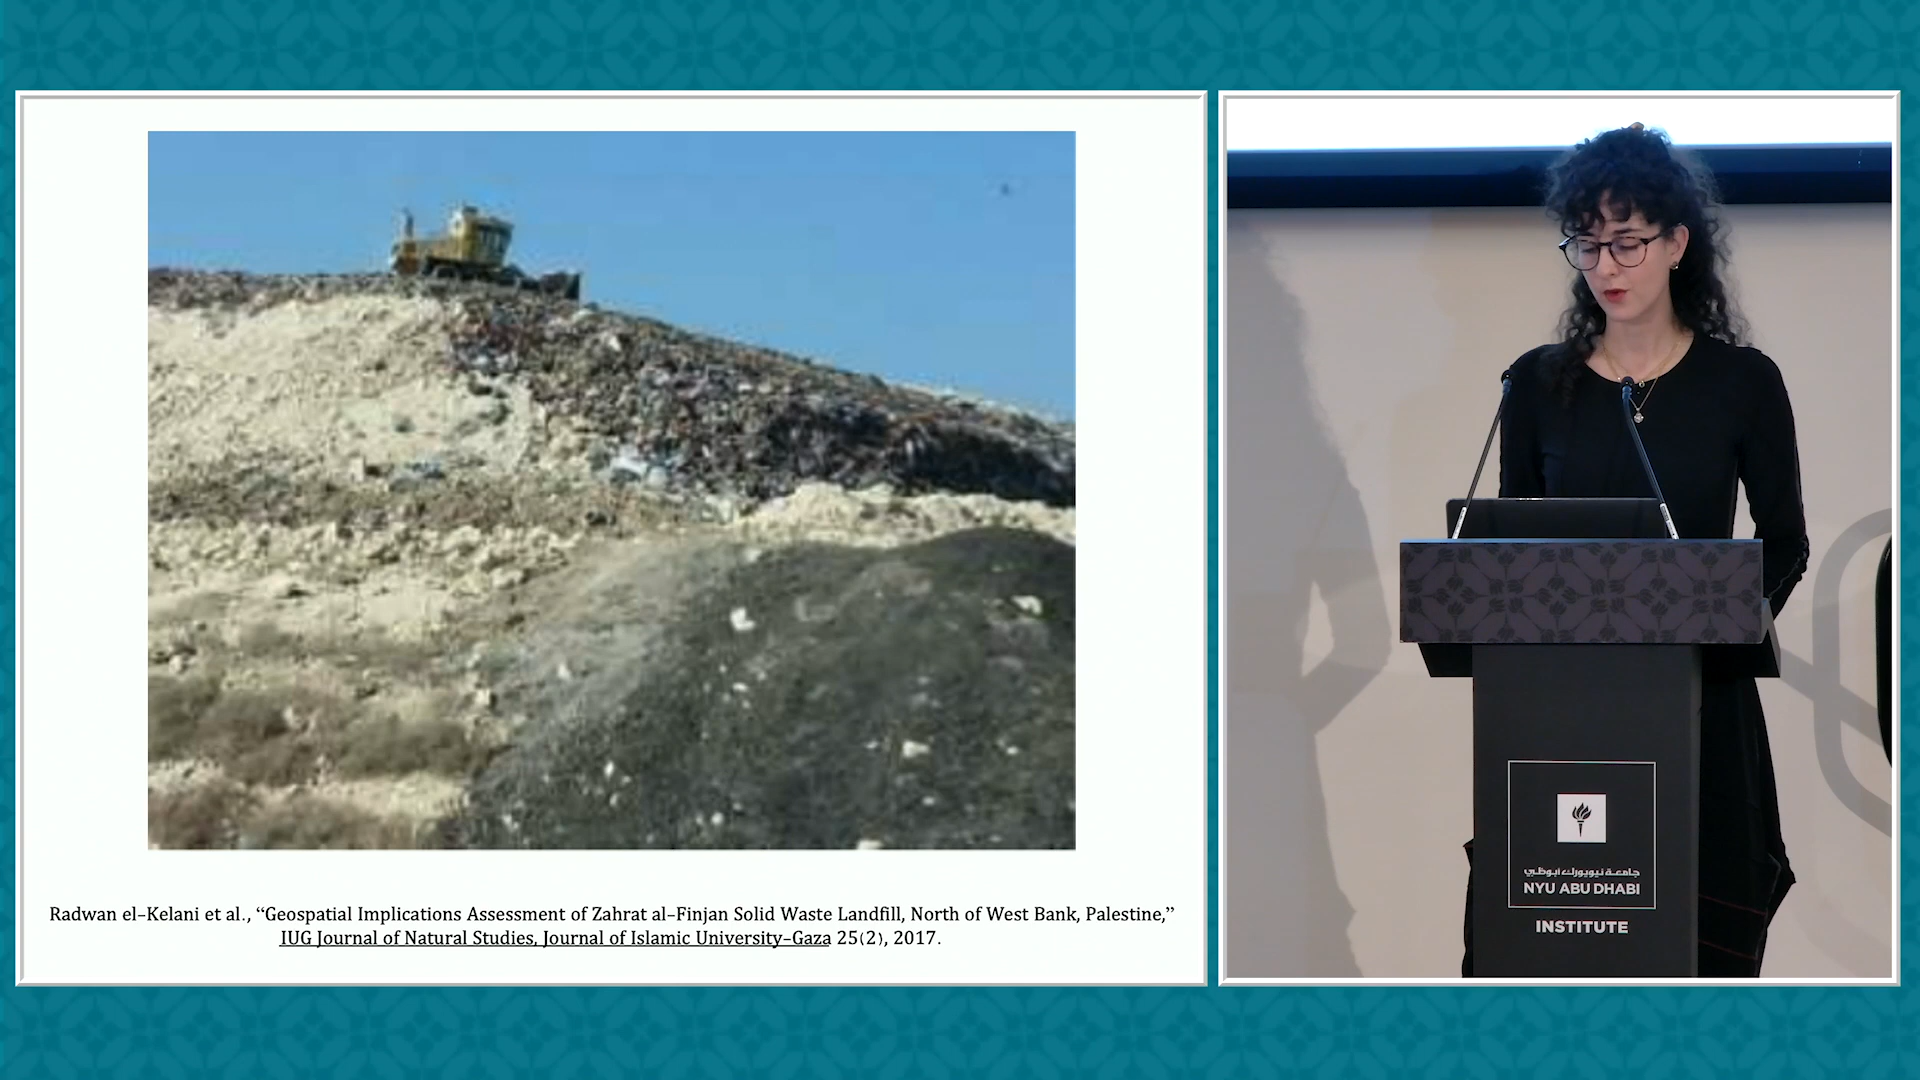 Radwan el-Kelani et al., “Geospatial Implications Assessment of Zahrat al-Finjan Solid Waste Landfill, North of West Bank, Palestine,”
IUG Journal of Natural Studies, Journal of Islamic University-Gaza 25(2), 2017.
جامعة نيويورك أبوظبي
NYU ABU DHABI
INSTITUTE